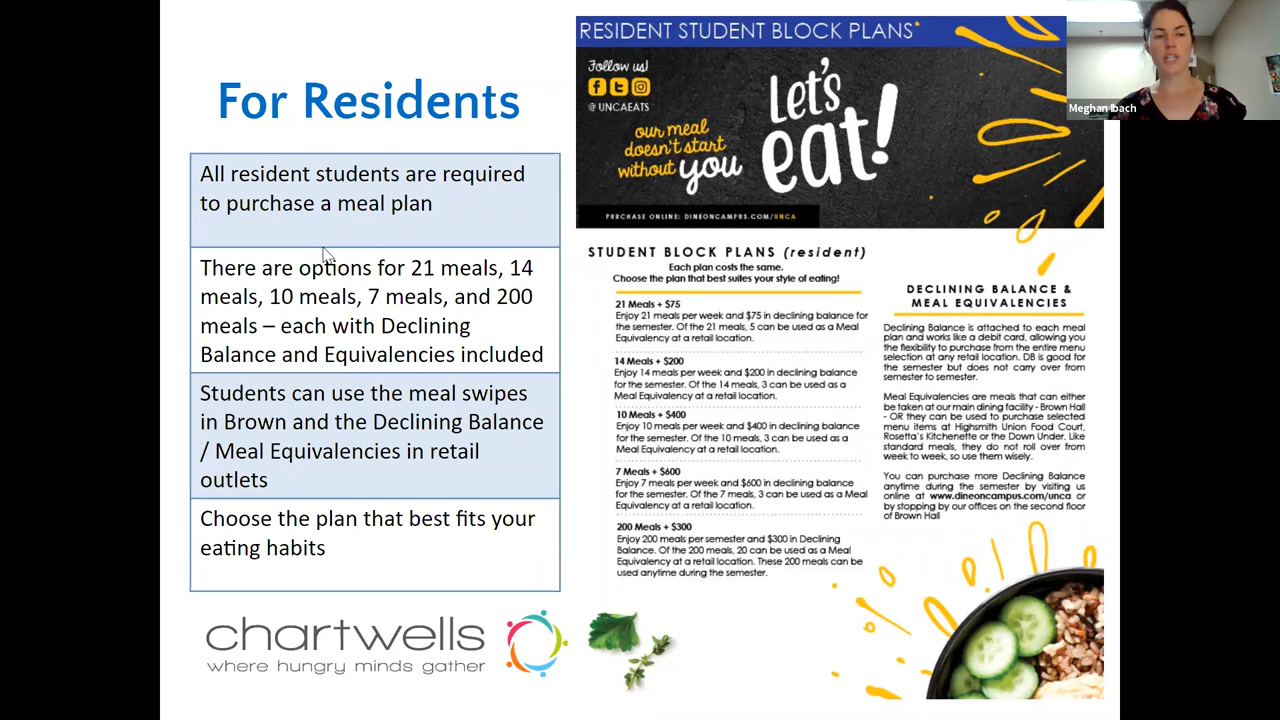 For Residents
All resident students are required
to purchase a meal plan
There are options for 21 meals, 14
meals, 10 meals, 7 meals, and 200
meals – each with Declining
Balance and Equivalencies included
Students can use the meal swipes
in Brown and the Declining Balance
/ Meal Equivalencies in retail
outlets
Choose the plan that best fits your
eating habits
chartwells
where hungry minds gather
RESIDENT STUDENT BLOCK PLANS*
Follow us!
@ UNCAEATS
our meal
doesn't start
without you
Let's
eat!
PURCHASE ONLINE: DINEONCAMPUS.COM/UNCA
Meghan Ibach
STUDENT BLOCK PLANS (resident)
Each plan costs the same.
Choose the plan that best suites your style of eating!
21 Meals + $75
Enjoy 21 meals per week and $75 in declining balance for
the semester. Of the 21 meals, 5 can be used as a Meal
Equivalency at a retail location.
14 Meals + $200
Enjoy 14 meals per week and $200 in declining balance
for the semester. Of the 14 meals, 3 can be used as a
Meal Equivalency at a retail location.
10 Meals + $400
Enjoy 10 meals per week and $400 in declining balance
for the semester. Of the 10 meals, 3 can be used as a
Meal Equivalency at a retail location.
7 Meals + $600
Enjoy 7 meals per week and $600 in declining balance
for the semester. Of the 7 meals, 3 can be used as a Meal
Equivalency at a retail location.
200 Meals + $300
Enjoy 200 meals per semester and $300 in Declining
Balance. Of the 200 meals, 20 can be used as a Meal
Equivalency at a retail location. These 200 meals can be
used anytime during the semester.
DECLINING BALANCE &
MEAL EQUIVALENCIES
Declining Balance is attached to each meal
plan and works like a debit card, allowing you
the flexibility to purchase from the entire menu
selection at any retail location. DB is good for
the semester but does not carry over from
semester to semester.
Meal Equivalencies are meals that can either
be taken at our main dining facility - Brown Hall
- OR they can be used to purchase selected
menu items at Highsmith Union Food Court,
Rosetta's Kitchenette or the Down Under. Like
standard meals, they do not roll over from
week to week, so use them wisely.
You can purchase more Declining Balance
anytime during the semester by visiting us
online at www.dineoncampus.com/unca or
by stopping by our offices on the second floor
of Brown Hall